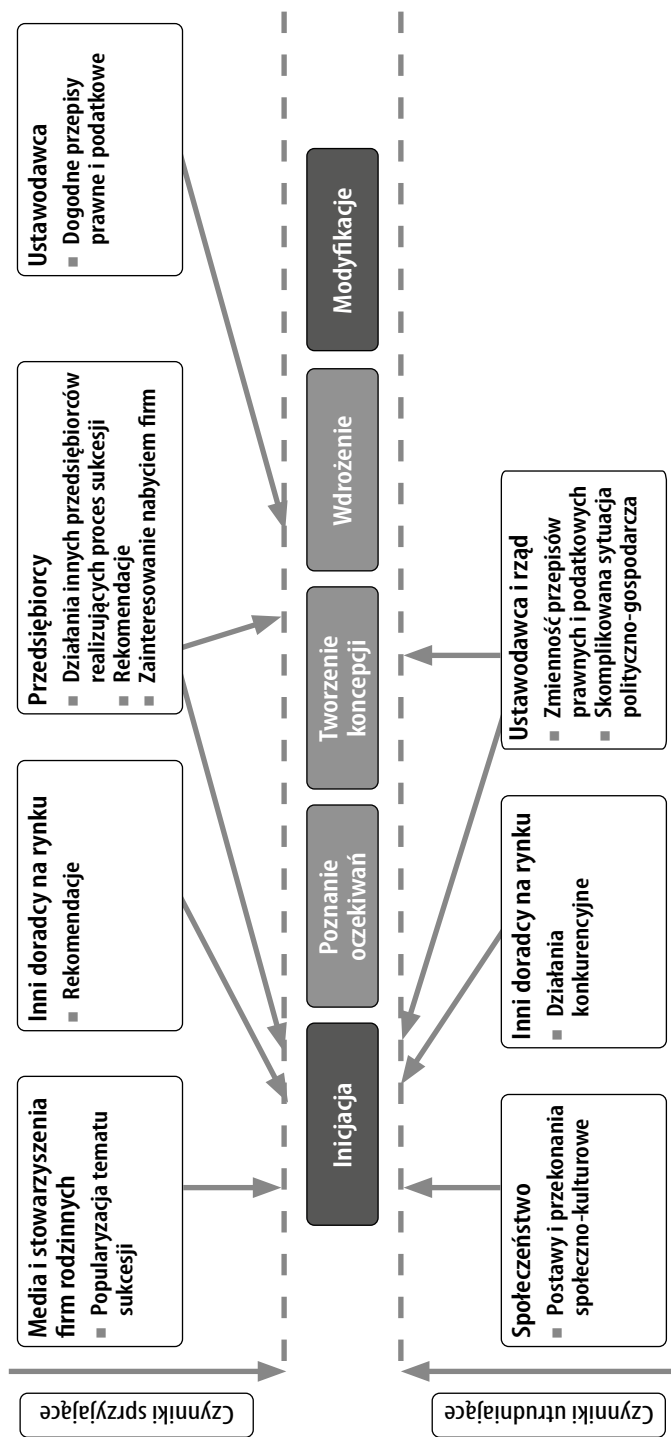 Czynniki sprzyjające
Media i stowarzyszenia
firm rodzinnych
■ Popularyzacja tematu
sukcesji
Inni doradcy na rynku
■ Rekomendacje
Przedsiębiorcy
■ Działania innych przedsiębiorców
realizujących proces sukcesji
■ Rekomendacje
■ Zainteresowanie nabyciem firm
Ustawodawca
■ Dogodne przepisy
prawne i podatkowe
Inicjacja
Poznanie
oczekiwań
Tworzenie
koncepcji
Wdrożenie
Modyfikacje
Czynniki utrudniające
Społeczeństwo
■ Postawy i przekonania
społeczno-kulturowe
Inni doradcy na rynku
■ Działania
konkurencyjne
Ustawodawca i rząd
■ Zmienność przepisów
prawnych i podatkowych
■ Skomplikowana sytuacja
polityczno-gospodarcza